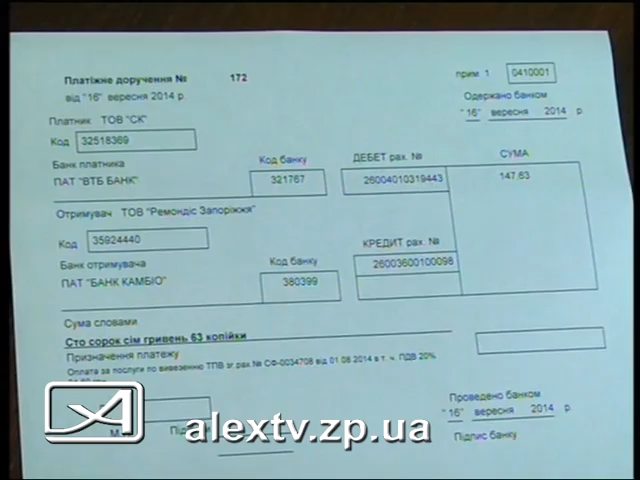 Платіжне доручення № 172 прим. 1 0410001
від "16" вересня 2014 р. Одержано банком
Платник ТОВ "СК" "16" вересня 2014 р.
Код 32518369
Банк платника Код банку ДЕБЕТ рах. № СУМА
ПАТ "ВТБ БАНК" 321767 26004010319443 147,63
Отримувач ТОВ "Ремондіс Запоріжжя"
Код 35924440 КРЕДИТ рах. №
Банк отримувача Код банку 26003600100098
ПАТ "БАНК КАМБІО" 380399
Сума словами
Сто сорок сім гривень 63 копійки
Призначення платежу
Оплата за послуги по вивезенню ТПВ зг.рах.№ СФ-0034708 від 01.08.2014 в т. ч. ПДВ 20%
Проведено банком
"16" вересня 2014 р.
Підпис банку
alextv.zp.ua